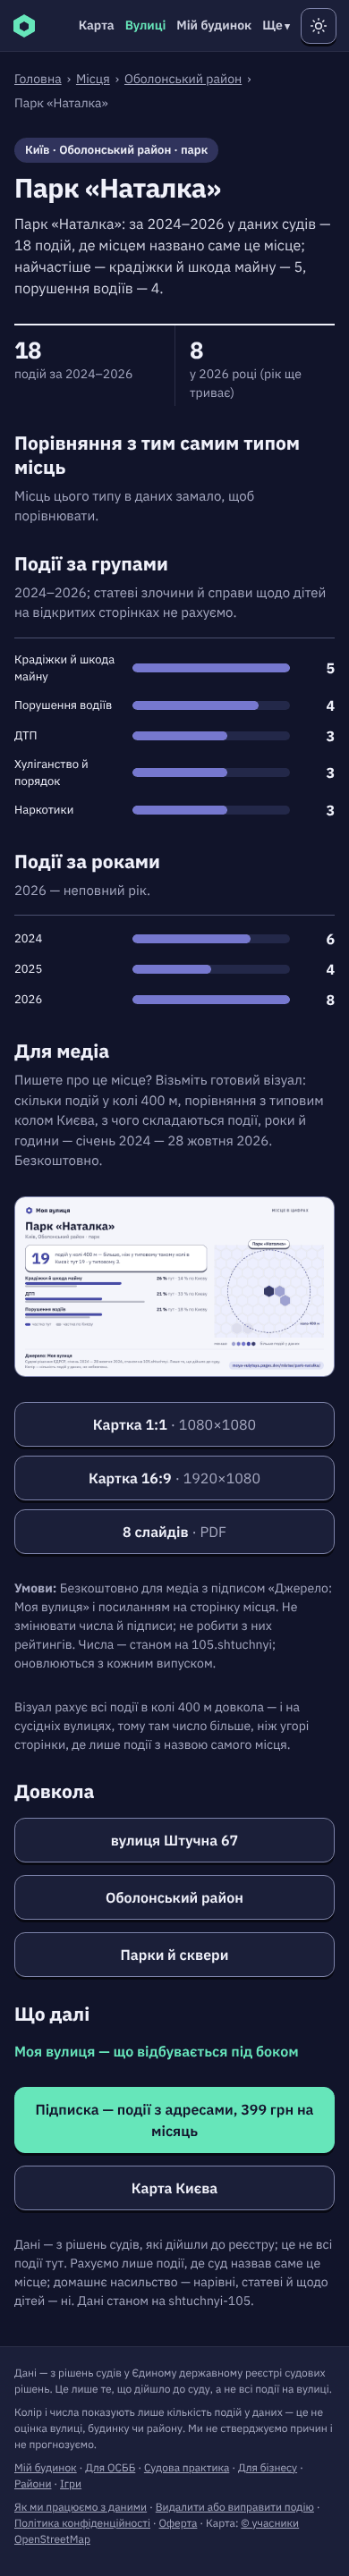 Карта Вулиці Мій будинок Ще ▾
Головна › Місця › Оболонський район ›
Парк «Наталка»
Київ · Оболонський район · парк
Парк «Наталка»
Парк «Наталка»: за 2024–2026 у даних судів —
18 подій, де місцем названо саме це місце;
найчастіше — крадіжки й шкода майну — 5,
порушення водіїв — 4.
18
подій за 2024–2026
8
у 2026 році (рік ще
триває)
Порівняння з тим самим типом
місць
Місць цього типу в даних замало, щоб
порівнювати.
Події за групами
2024–2026; статеві злочини й справи щодо дітей
на відкритих сторінках не рахуємо.
Крадіжки й шкода
майну
5
Порушення водіїв 4
ДТП 3
Хуліганство й
порядок
3
Наркотики 3
Події за роками
2026 — неповний рік.
2024 6
2025 4
2026 8
Для медіа
Пишете про це місце? Візьміть готовий візуал:
скільки подій у колі 400 м, порівняння з типовим
колом Києва, з чого складаються події, роки й
години — січень 2024 — 28 жовтня 2026.
Безкоштовно.
Моя вулиця
МІСЦЕ В ЦИФРАХ
Парк «Наталка»
Київ, Оболонський район · парк
19
Парк «Наталка»
Крадіжки й шкода майну
ДТП
Порушення водіїв
Картка 1:1 · 1080×1080
Картка 16:9 · 1920×1080
8 слайдів · PDF
Умови: Безкоштовно для медіа з підписом «Джерело:
Моя вулиця» і посиланням на сторінку місця. Не
змінювати числа й підписи; не робити з них
рейтингів. Числа — станом на 105.shtuchnyi;
оновлюються з кожним випуском.
Візуал рахує всі події в колі 400 м довкола — і на
сусідніх вулицях, тому там число більше, ніж угорі
сторінки, де лише події з назвою самого місця.
Довкола
вулиця Штучна 67
Оболонський район
Парки й сквери
Що далі
Моя вулиця — що відбувається під боком
Підписка — події з адресами, 399 грн на
місяць
Карта Києва
Дані — з рішень судів, які дійшли до реєстру; це не всі
події тут. Рахуємо лише події, де суд назвав саме це
місце; домашнє насильство — нарівні, статеві й щодо
дітей — ні. Дані станом на shtuchnyi-105.
Дані — з рішень судів у Єдиному державному реєстрі судових
рішень. Це лише те, що дійшло до суду, а не всі події на вулиці.
Колір і числа показують лише кількість подій у даних — це не
оцінка вулиці, будинку чи району. Ми не стверджуємо причин і
не прогнозуємо.
Мій будинок · Для ОСББ · Судова практика · Для бізнесу ·
Райони · Ігри
Як ми працюємо з даними · Видалити або виправити подію ·
Політика конфіденційності · Оферта · Карта: © учасники
OpenStreetMap